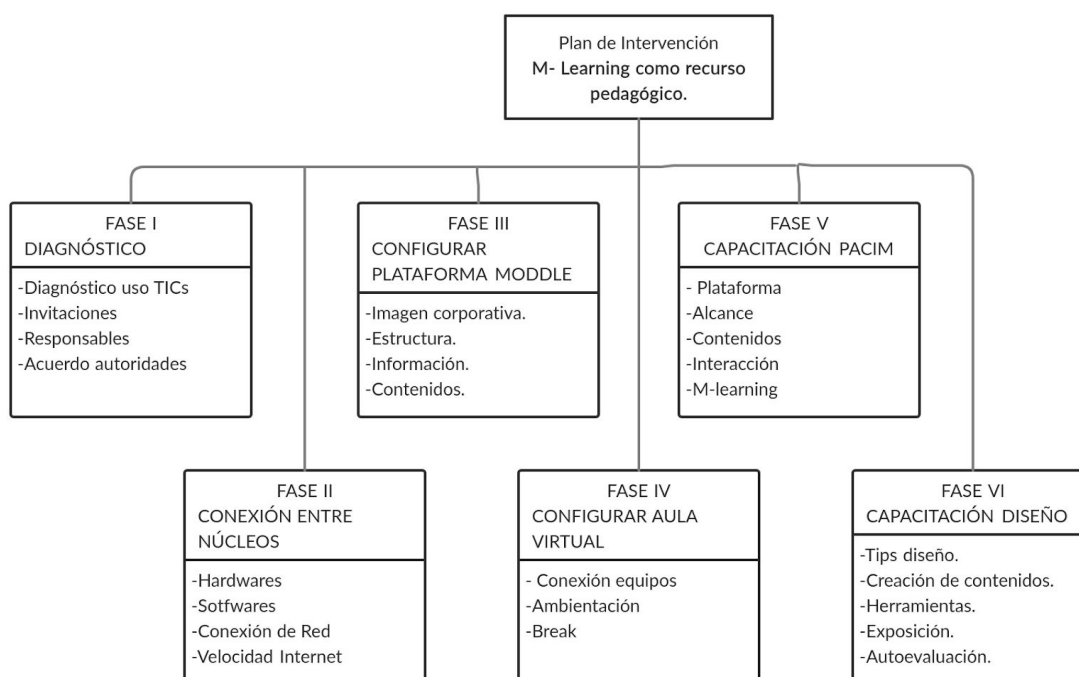 Plan de Intervención
M- Learning como recurso
pedagógico.
FASE I
DIAGNÓSTICO
-Diagnóstico uso TICs
-Invitaciones
-Responsables
-Acuerdo autoridades
FASE III
CONFIGURAR
PLATAFORMA MODDLE
-Imagen corporativa.
-Estructura.
-Información.
-Contenidos.
FASE V
CAPACITACIÓN PACIM
- Plataforma
-Alcance
-Contenidos
-Interacción
-M-learning
FASE II
CONEXIÓN ENTRE
NÚCLEOS
-Hardwares
-Sotfwares
-Conexión de Red
-Velocidad Internet
FASE IV
CONFIGURAR AULA
VIRTUAL
- Conexión equipos
-Ambientación
-Break
FASE VI
CAPACITACIÓN DISEÑO
-Tips diseño.
-Creación de contenidos.
-Herramientas.
-Exposición.
-Autoevaluación.